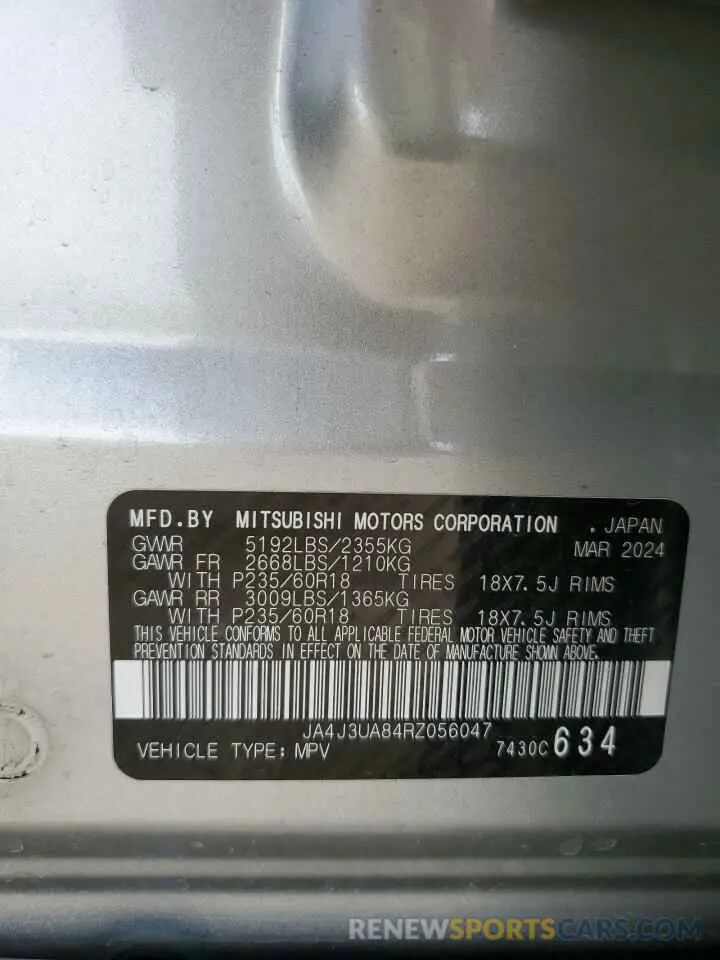 MFD.BY MITSUBISHI MOTORS CORPORATION . JAPAN
GVWR 5192LBS/2355KG MAR 2024
GAWR FR 2668LBS/1210KG
WITH P235/60R18 TIRES 18X7.5J RIMS
GAWR RR 3009LBS/1365KG
WITH P235/60R18 TIRES 18X7.5J RIMS
THIS VEHICLE CONFORMS TO ALL APPLICABLE FEDERAL MOTOR VEHICLE SAFETY AND THEFT
PREVENTION STANDARDS IN EFFECT ON THE DATE OF MANUFACTURE SHOWN ABOVE.
JA4J3UA84RZ056047
VEHICLE TYPE: MPV 7430C 634
RENEWSPORTSCARS.COM